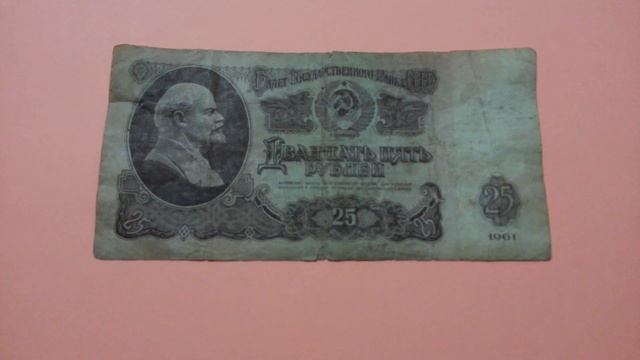 Билет Государственного Банка СССР
Двадцать пять
рублей
25
25
1961